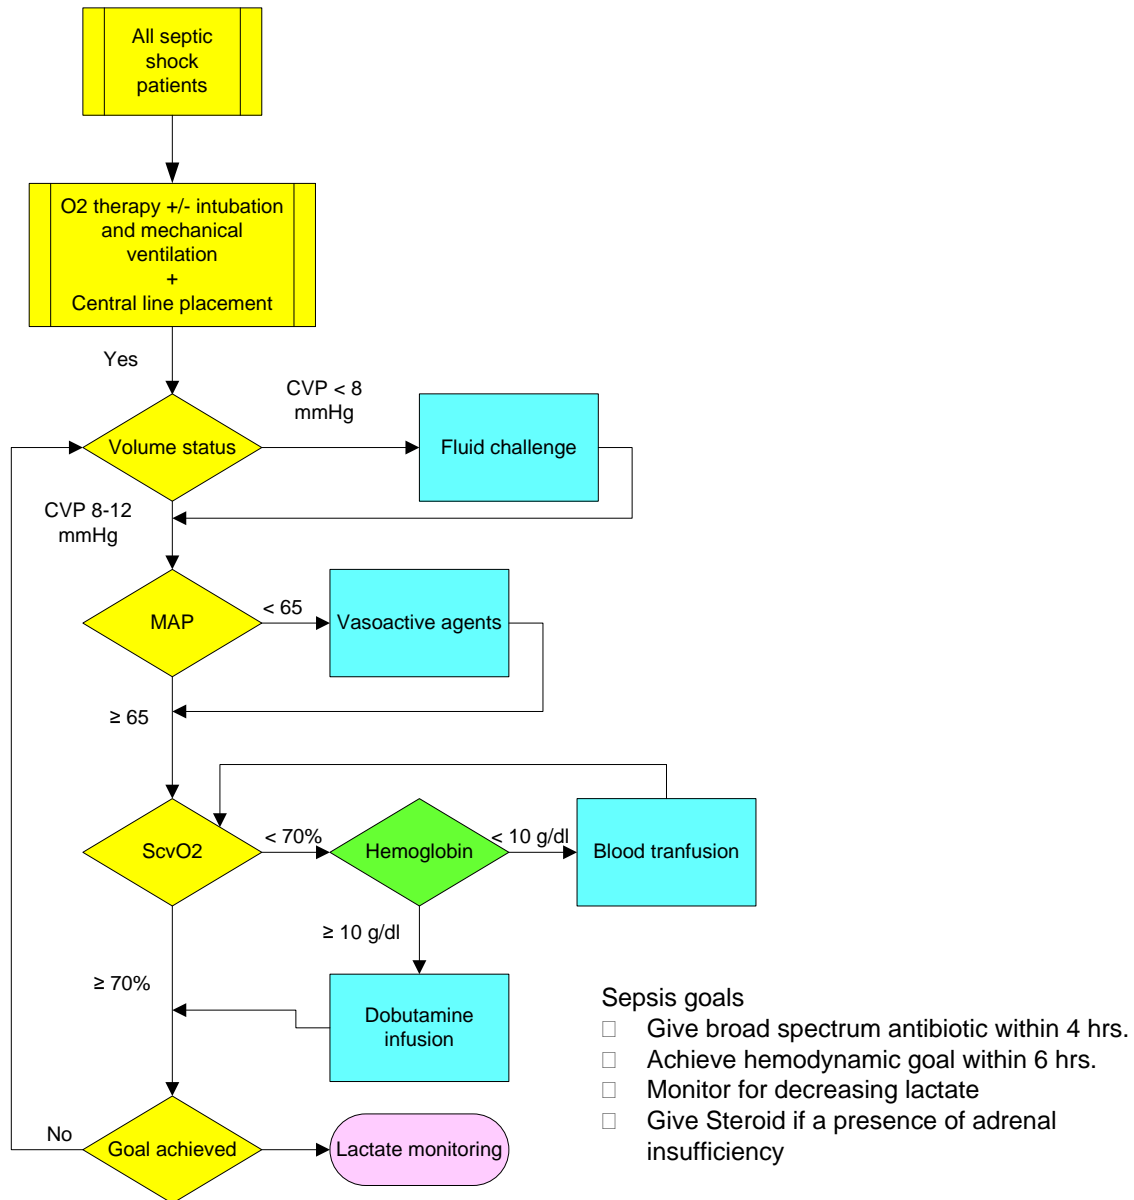 All septic
shock
patients
O2 therapy +/- intubation
and mechanical
ventilation
+
Central line placement
Yes
CVP < 8
mmHg
Volume status
Fluid challenge
CVP 8-12
mmHg
MAP
< 65
Vasoactive agents
≥ 65
ScvO2
< 70%
Hemoglobin
< 10 g/dl
Blood tranfusion
≥ 10 g/dl
≥ 70%
Dobutamine
infusion
Sepsis goals
□ Give broad spectrum antibiotic within 4 hrs.
□ Achieve hemodynamic goal within 6 hrs.
□ Monitor for decreasing lactate
□ Give Steroid if a presence of adrenal
insufficiency
No
Goal achieved
Lactate monitoring